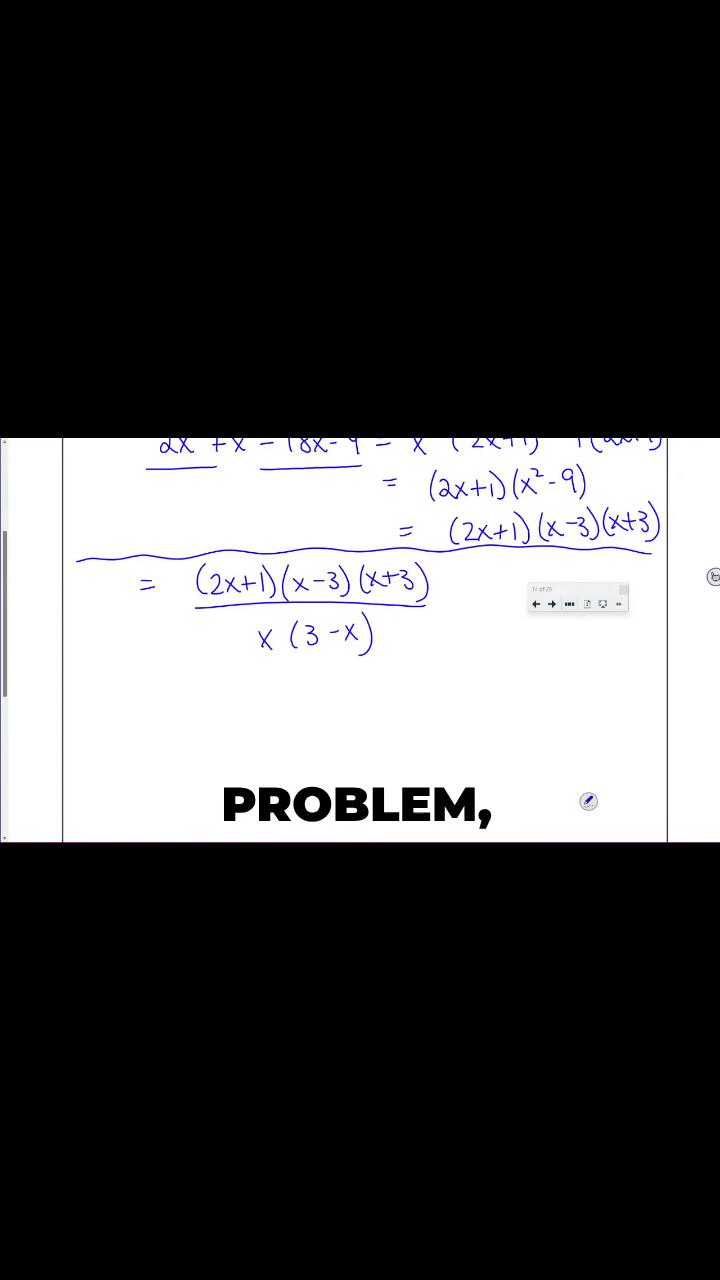 = (2x+1)(x²-9)
= (2x+1)(x-3)(x+3)
= (2x+1)(x-3)(x+3)
x (3-x)
PROBLEM,